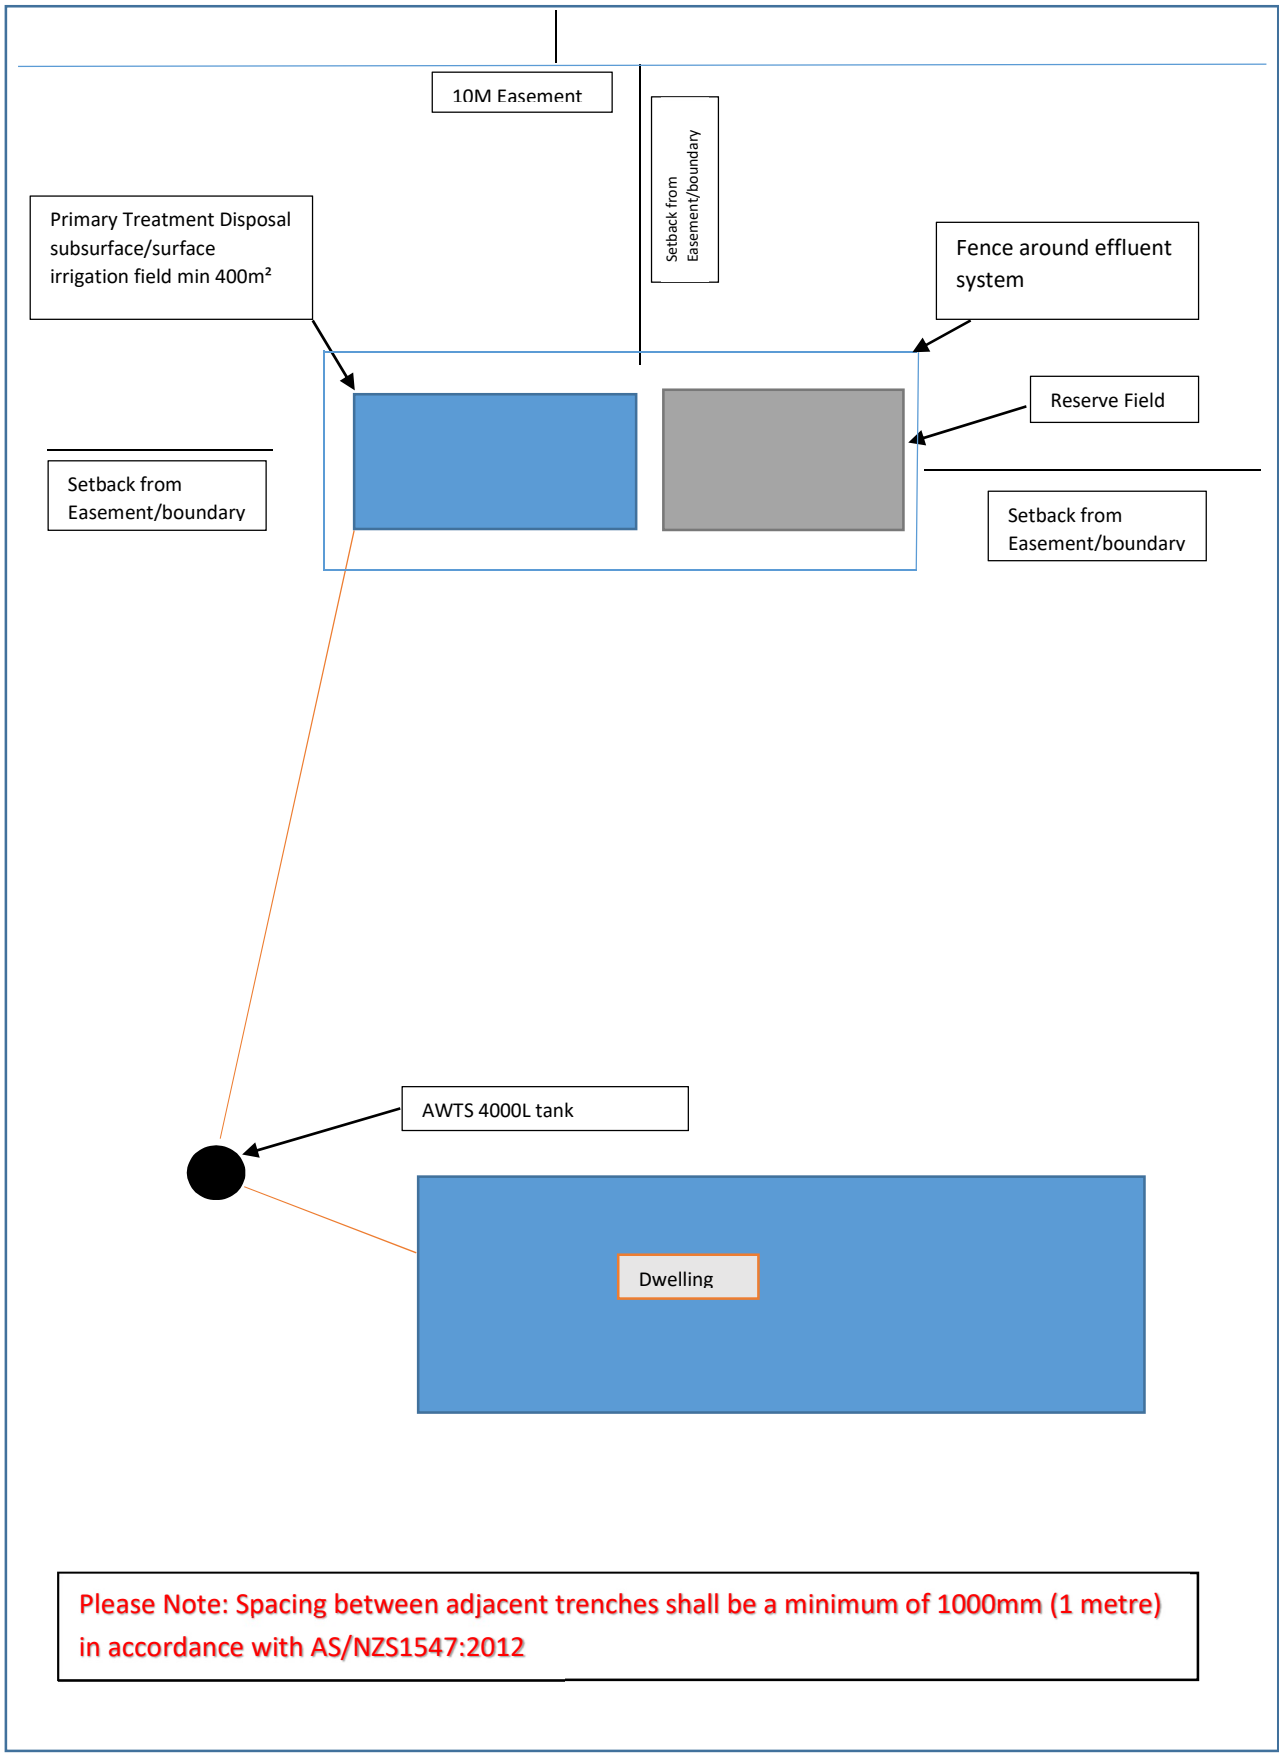 10M Easement
Setback from
Easement/boundary
Primary Treatment Disposal
subsurface/surface
irrigation field min 400m²
Fence around effluent
system
Reserve Field
Setback from
Easement/boundary
Setback from
Easement/boundary
AWTS 4000L tank
Dwelling
Please Note: Spacing between adjacent trenches shall be a minimum of 1000mm (1 metre)
in accordance with AS/NZS1547:2012